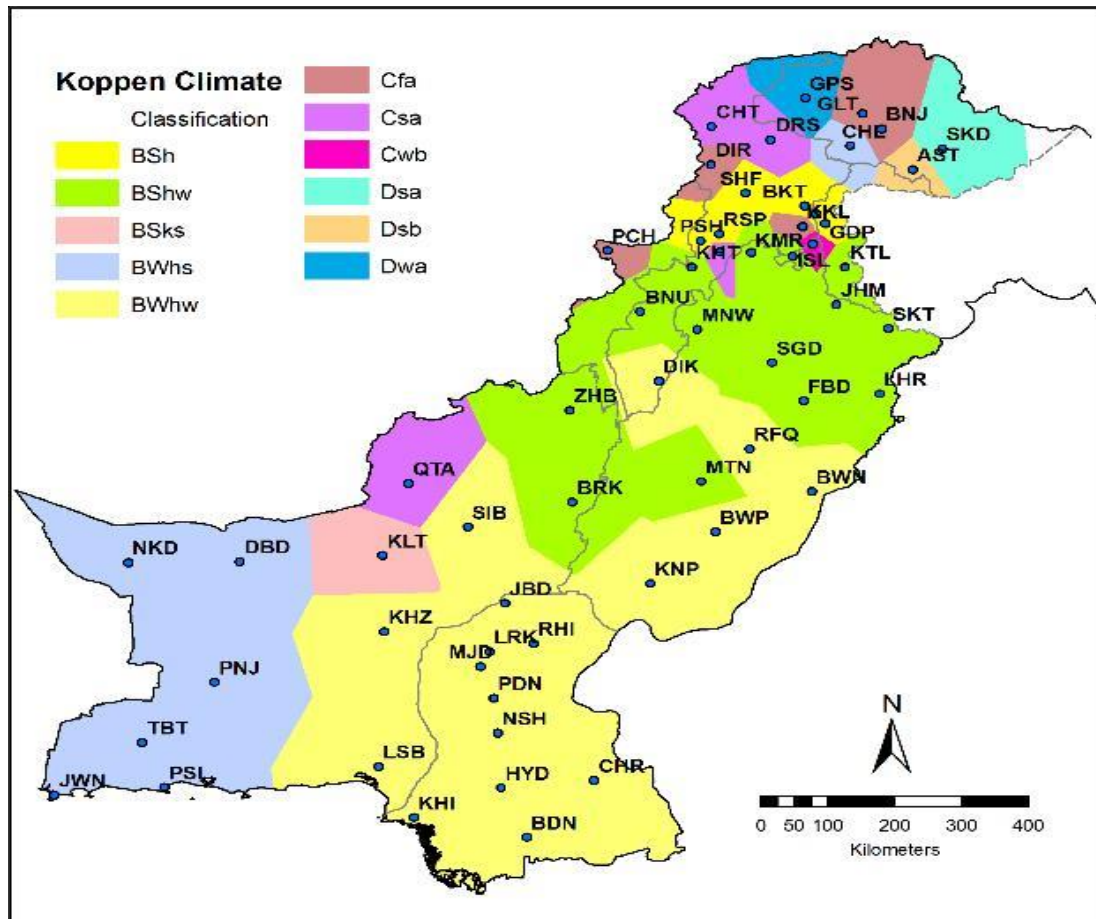 Koppen Climate
Classification
BSh
BShw
BSks
BWhs
BWhw
Cfa
Csa
Cwb
Dsa
Dsb
Dwa
GPS
GLT
CHT
DRS
BNJ
CHL
SKD
AST
DIR
SHF
BKT
KKL
PSH
RSP
GDP
PCH
KHT
KMR
ISL
KTL
BNU
JHM
MNW
SKT
SGD
DIK
FBD
LHR
ZHB
RFQ
QTA
MTN
BWN
BRK
SIB
BWP
NKD
DBD
KLT
KNP
JBD
KHZ
RHI
LRK
MJD
PNJ
PDN
NSH
TBT
LSB
CHR
JWN
PSI
HYD
KHI
BDN
N
0 50 100 200 300 400
Kilometers